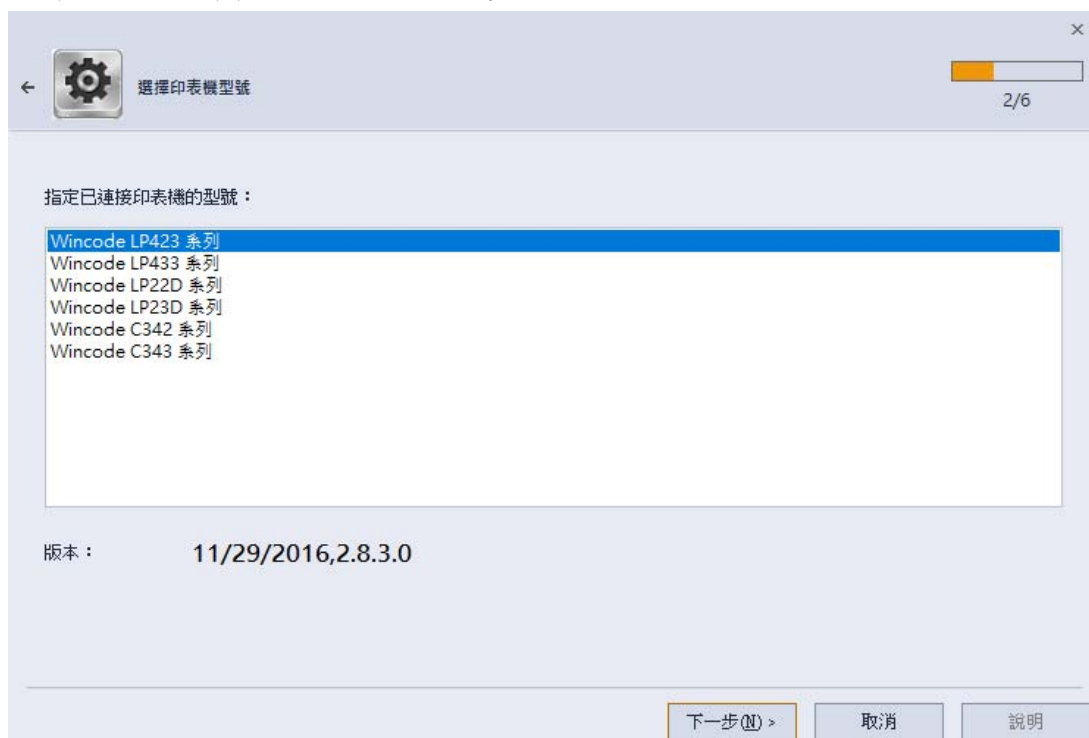 選擇印表機型號
2/6
指定已連接印表機的型號：
Wincode LP423 系列
Wincode LP433 系列
Wincode LP22D 系列
Wincode LP23D 系列
Wincode C342 系列
Wincode C343 系列
版本： 11/29/2016,2.8.3.0
下一步(N) > 取消 說明